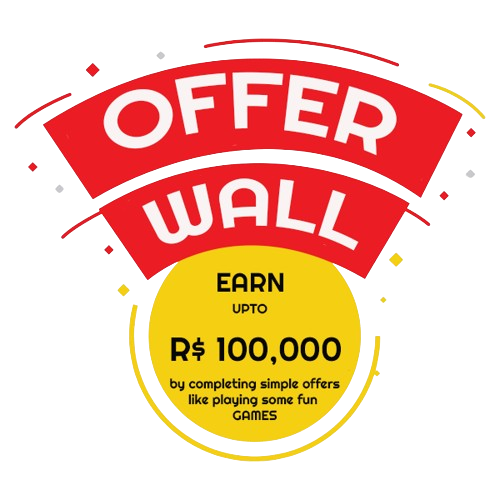 OFFER
WALL
EARN
UPTO
R$ 100,000
by completing simple offers
like playing some fun
GAMES